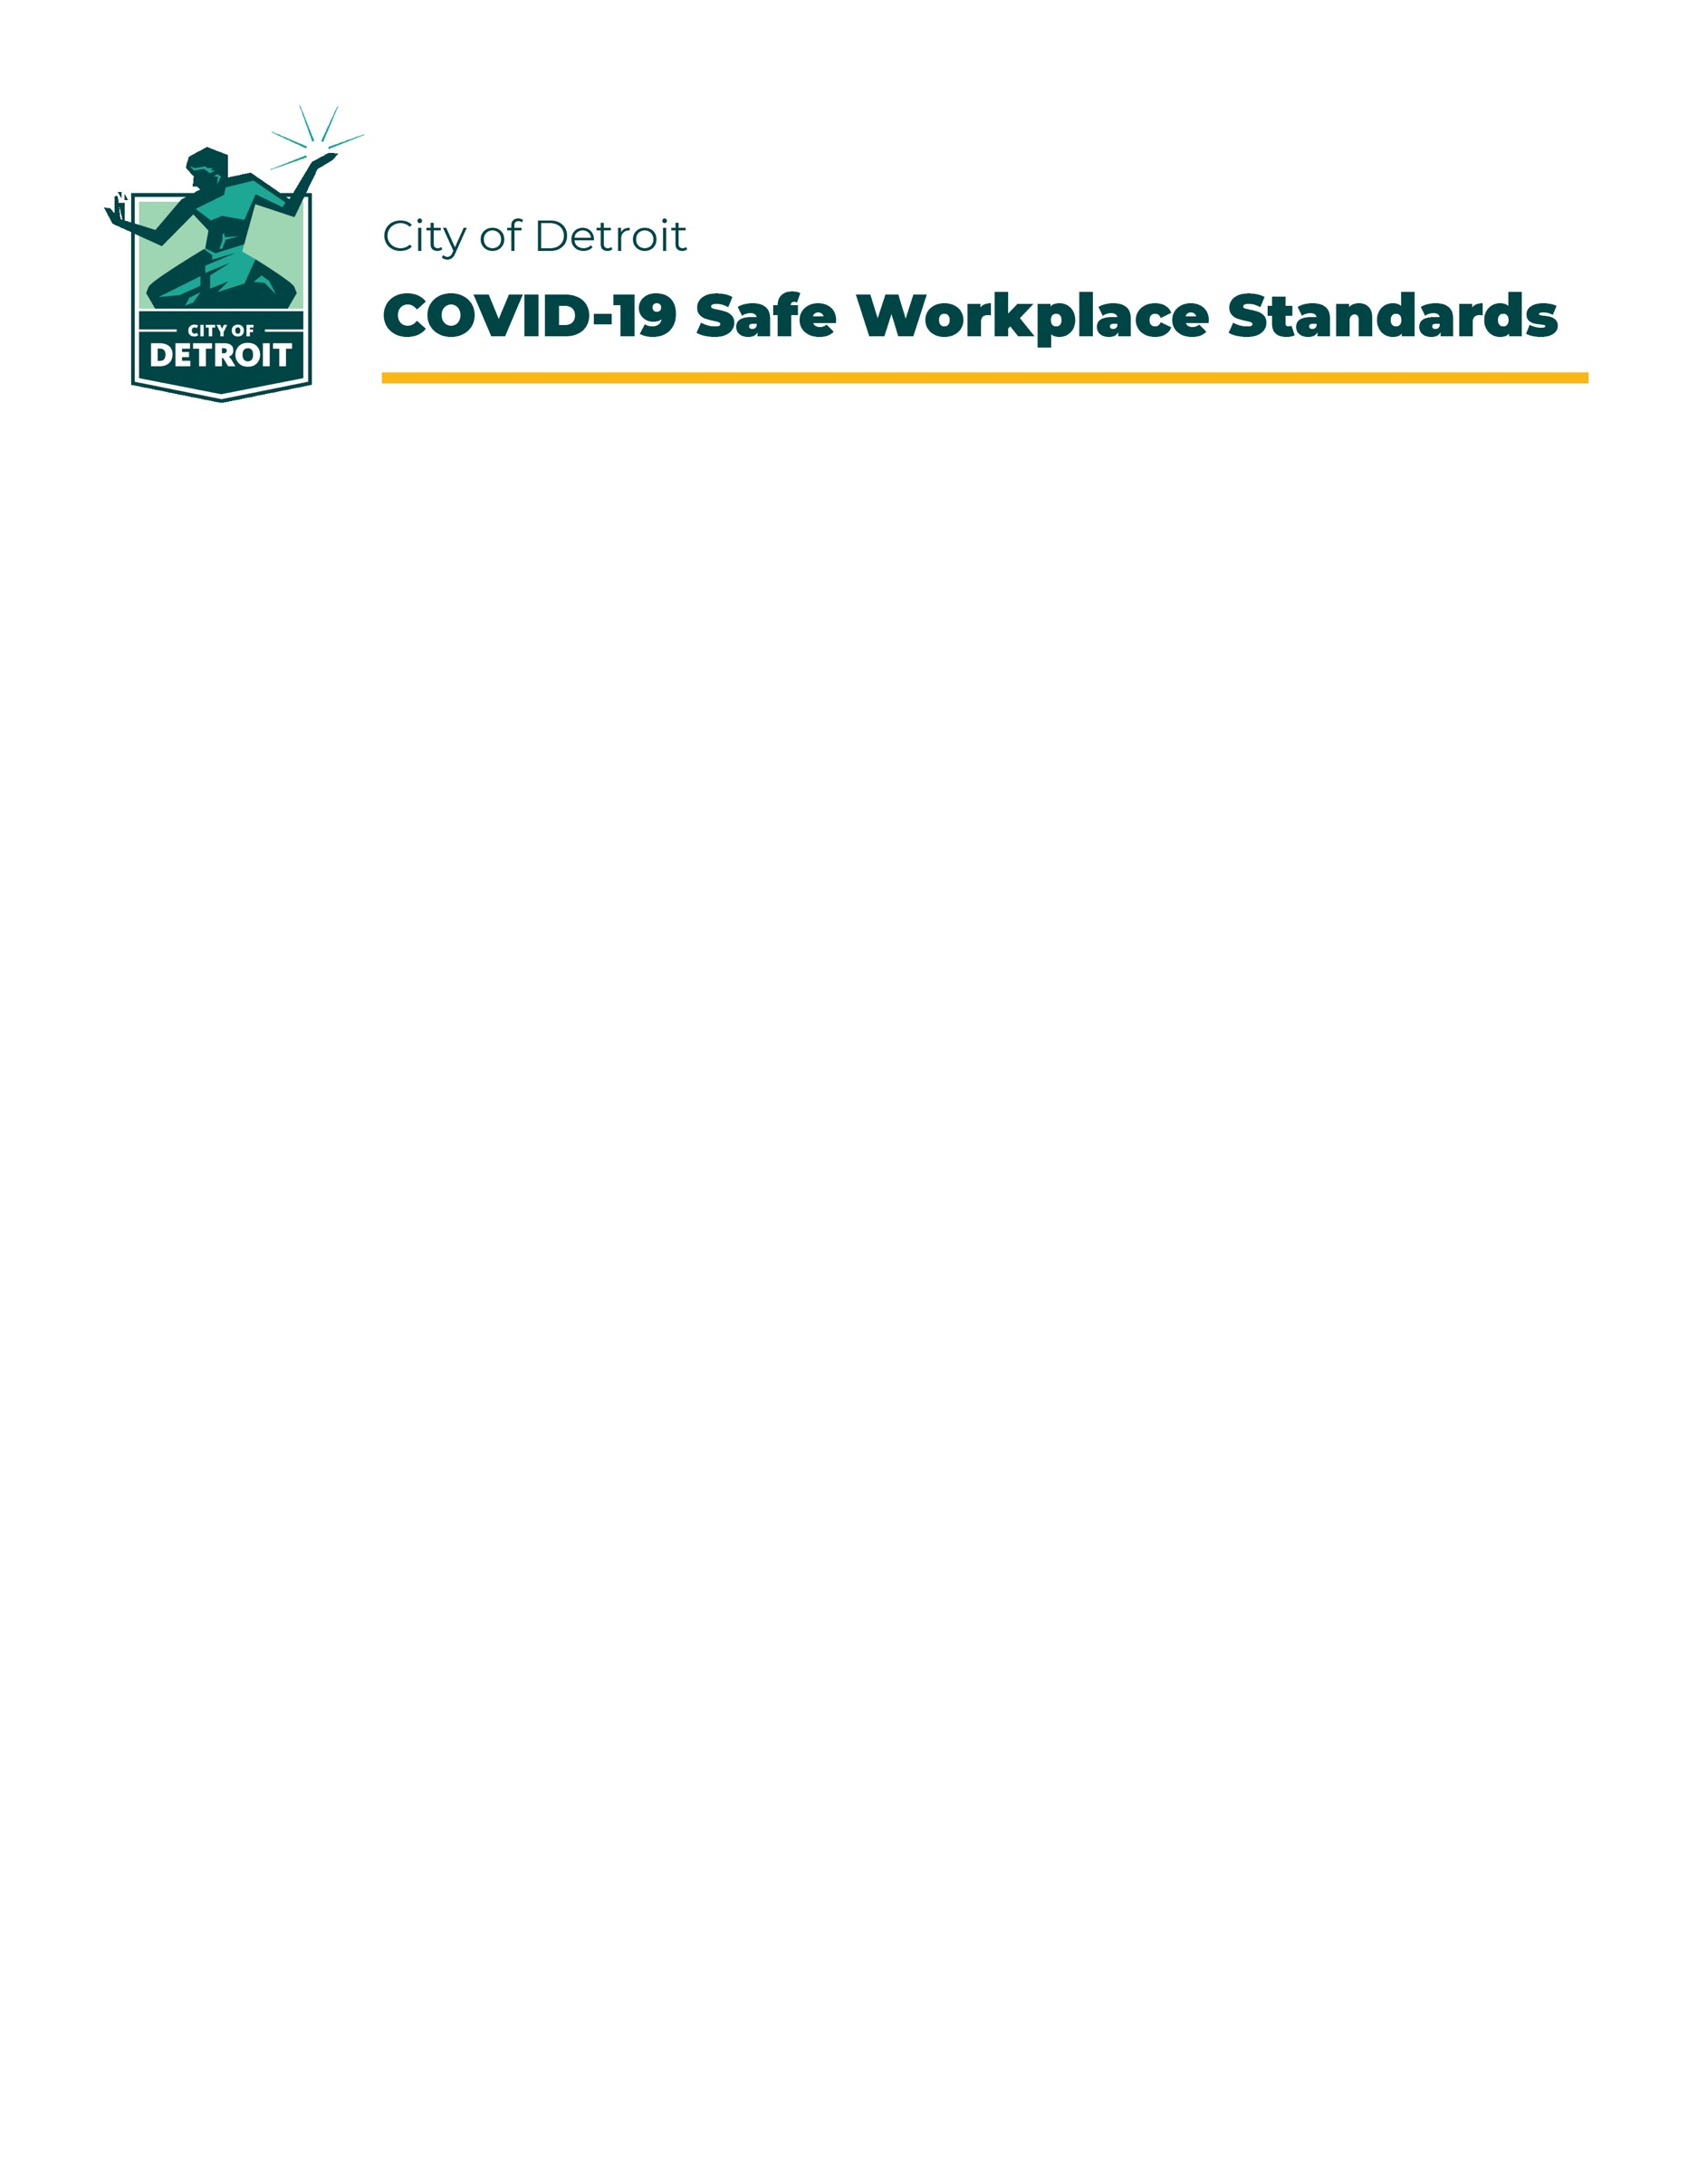 City of Detroit
COVID-19 Safe Workplace Standards
CITY OF
DETROIT